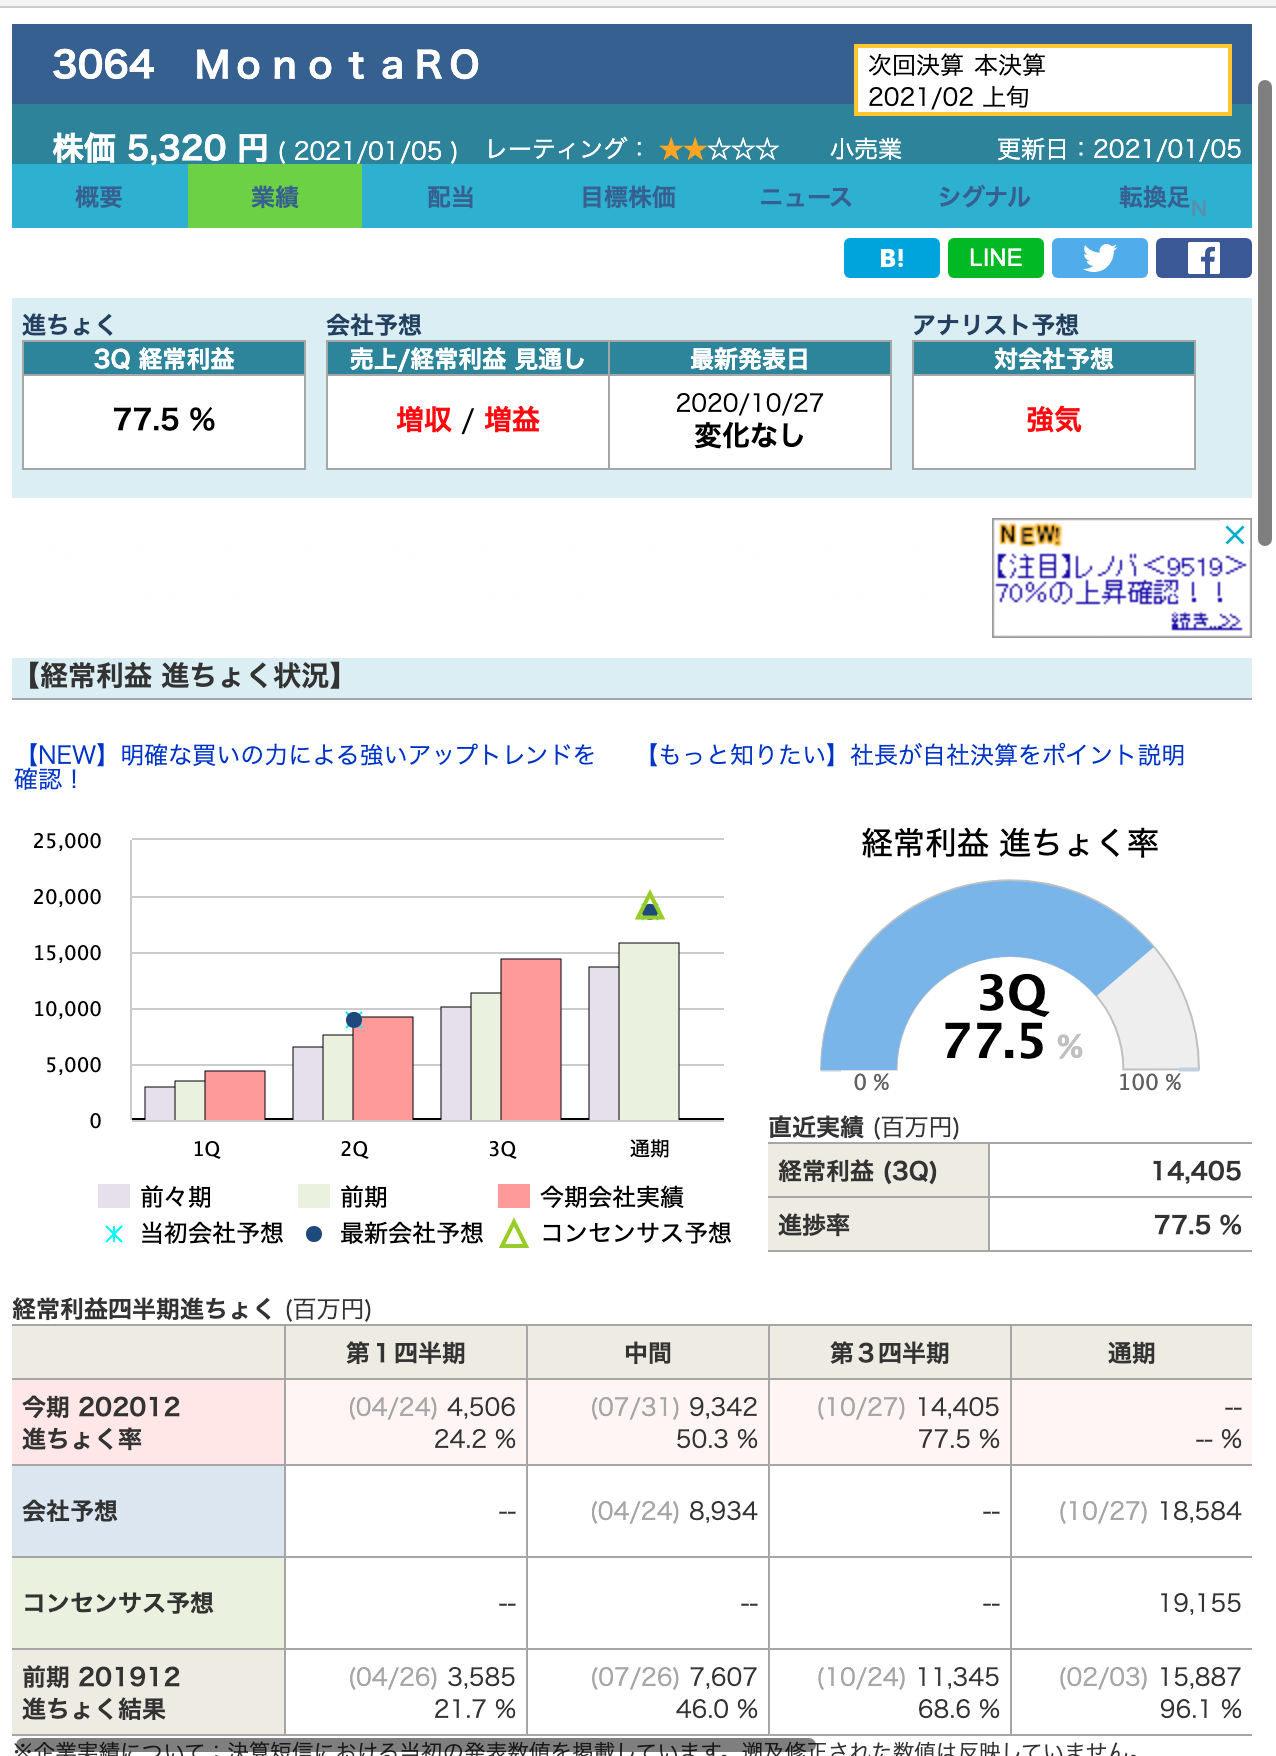 3064 MonotaRO
次回決算 本決算
2021/02 上旬
株価 5,320 円 ( 2021/01/05 ) レーティング： ★★☆☆☆ 小売業 更新日：2021/01/05
概要 業績 配当 目標株価 ニュース シグナル 転換足N
B! LINE
進ちょく 会社予想 アナリスト予想
3Q 経常利益 売上/経常利益 見通し 最新発表日 対会社予想
77.5 % 増収 / 増益 2020/10/27 強気
変化なし
NEW!
【注目】レノバ<9519>
70%の上昇確認！！
続き..>>
【経常利益 進ちょく状況】
【NEW】明確な買いの力による強いアップトレンドを
確認！
【もっと知りたい】社長が自社決算をポイント説明
25,000
20,000
15,000
10,000
5,000
0
1Q 2Q 3Q 通期
前々期 前期 今期会社実績
当初会社予想 最新会社予想 コンセンサス予想
経常利益 進ちょく率
3Q
77.5 %
0 % 100 %
直近実績 (百万円)
経常利益 (3Q) 14,405
進捗率 77.5 %
経常利益四半期進ちょく (百万円)
第１四半期 中間 第３四半期 通期
今期 202012 (04/24) 4,506 (07/31) 9,342 (10/27) 14,405 --
進ちょく率 24.2 % 50.3 % 77.5 % -- %
会社予想 -- (04/24) 8,934 -- (10/27) 18,584
コンセンサス予想 -- -- -- 19,155
前期 201912 (04/26) 3,585 (07/26) 7,607 (10/24) 11,345 (02/03) 15,887
進ちょく結果 21.7 % 46.0 % 68.6 % 96.1 %
※企業実績について：決算短信における当初の発表数値を掲載しています。遡及修正された数値は反映していません。